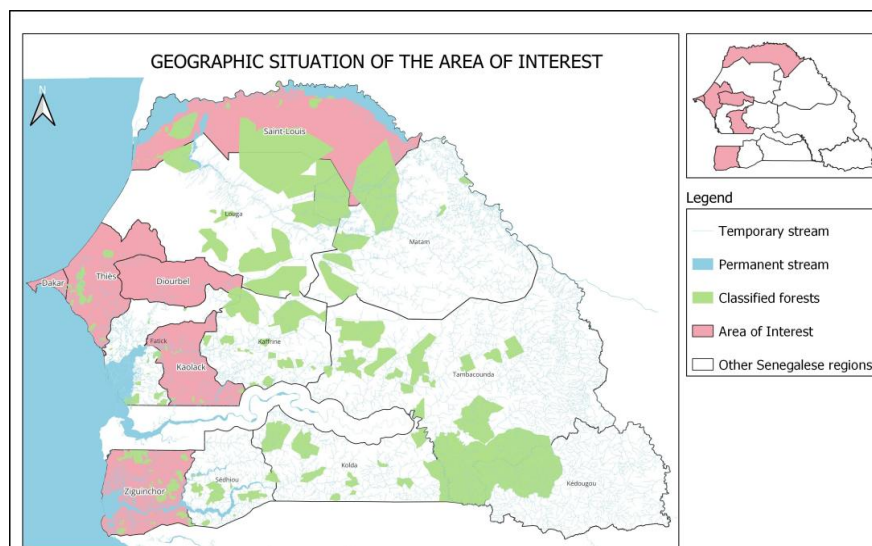 GEOGRAPHIC SITUATION OF THE AREA OF INTEREST
N
Saint-Louis
Louga
Matam
Dakar
Thiès
Diourbel
Fatick
Kaffrine
Kaolack
Tambacounda
Ziguinchor
Sédhiou
Kolda
Kédougou
Legend
Temporary stream
Permanent stream
Classified forests
Area of Interest
Other Senegalese regions